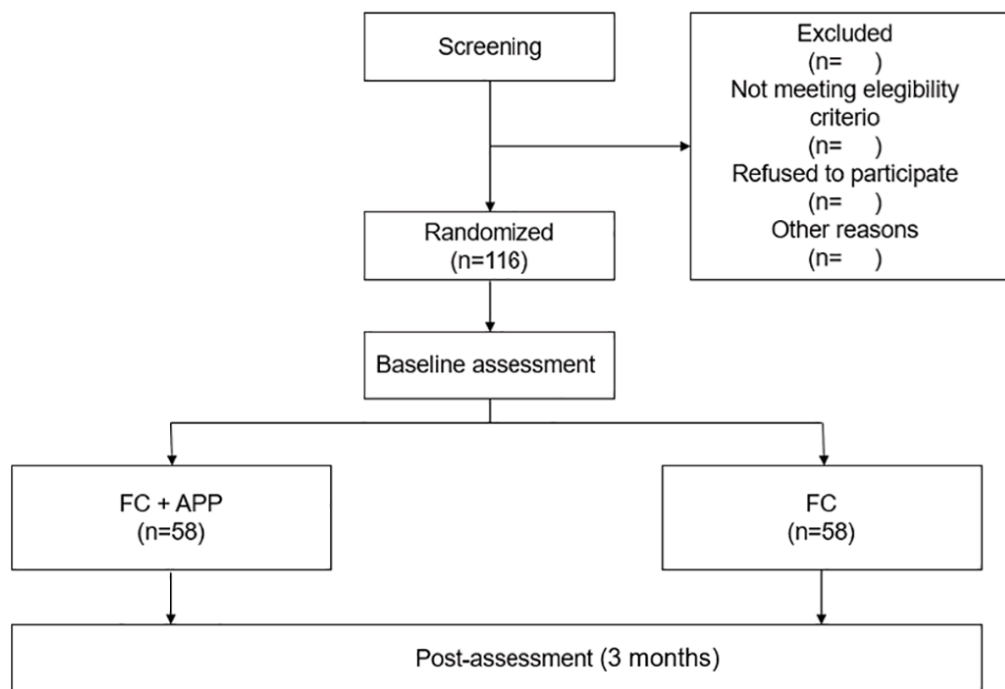 Screening
Excluded
(n=     )
Not meeting elegibility
criterio
(n=     )
Refused to participate
(n=     )
Other reasons
(n=     )
Randomized
(n=116)
Baseline assessment
FC + APP
(n=58)
FC
(n=58)
Post-assessment (3 months)